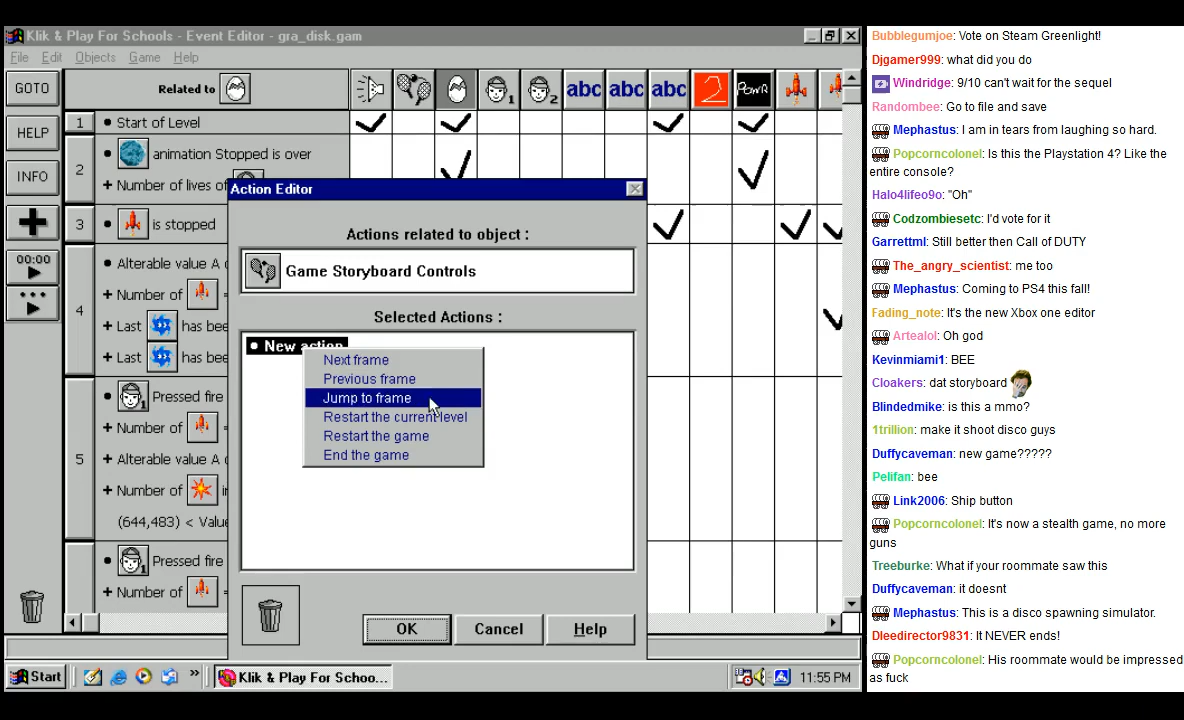 Klik & Play For Schools - Event Editor - gra_disk.gam
File Edit Objects Game Help
GOTO
HELP
INFO
00:00
Related to
1
2
abc abc abc
2
POWR
1 • Start of Level
2
• animation Stopped is over
+ Number of lives of
3 • is stopped
4
• Alterable value A
+ Number of
+ Last has bee
+ Last has bee
5
• Pressed fire
+ Number of
+ Alterable value A
+ Number of in
(644,483) < Value
• Pressed fire
+ Number of
Action Editor
Actions related to object :
Game Storyboard Controls
Selected Actions :
• New action
Next frame
Previous frame
Jump to frame
Restart the current level
Restart the game
End the game
OK
Cancel
Help
Start
Klik & Play For Schoo...
11:55 PM
Bubblegumjoe: Vote on Steam Greenlight!
Djgamer999: what did you do
Windridge: 9/10 can't wait for the sequel
Randombee: Go to file and save
Mephastus: I am in tears from laughing so hard.
Popcorncolonel: Is this the Playstation 4? Like the
entire console?
Halo4lifeo9o: "Oh"
Codzombiesetc: I'd vote for it
Garrettml: Still better then Call of DUTY
The_angry_scientist: me too
Mephastus: Coming to PS4 this fall!
Fading_note: It's the new Xbox one editor
Artealol: Oh god
Kevinmiami1: BEE
Cloakers: dat storyboard
Blindedmike: is this a mmo?
1trillion: make it shoot disco guys
Duffycaveman: new game?????
Pelifan: bee
Link2006: Ship button
Popcorncolonel: It's now a stealth game, no more
guns
Treeburke: What if your roommate saw this
Duffycaveman: it doesnt
Mephastus: This is a disco spawning simulator.
Dleedirector9831: It NEVER ends!
Popcorncolonel: His roommate would be impressed
as fuck